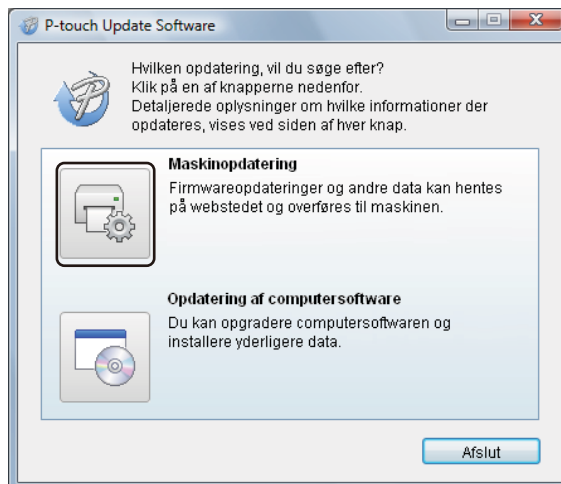 P-touch Update Software
Hvilken opdatering, vil du søge efter?
Klik på en af knapperne nedenfor.
Detaljerede oplysninger om hvilke informationer der
opdateres, vises ved siden af hver knap.
Maskinopdatering
Firmwareopdateringer og andre data kan hentes
på webstedet og overføres til maskinen.
Opdatering af computersoftware
Du kan opgradere computersoftwaren og
installere yderligere data.
Afslut